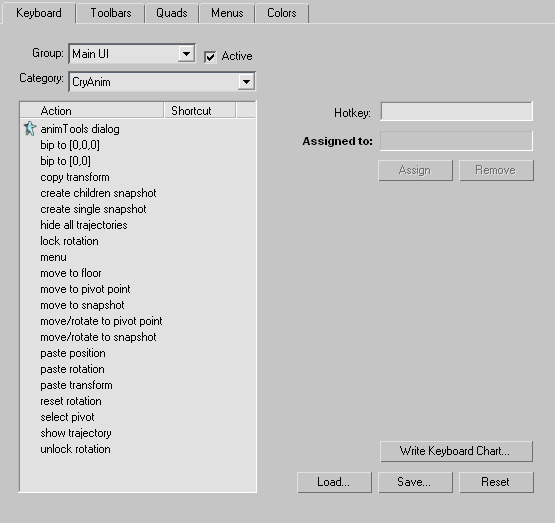 Keyboard Toolbars Quads Menus Colors
Group: Main UI Active
Category: CryAnim
Action Shortcut
animTools dialog
bip to [0,0,0]
bip to [0,0]
copy transform
create children snapshot
create single snapshot
hide all trajectories
lock rotation
menu
move to floor
move to pivot point
move to snapshot
move/rotate to pivot point
move/rotate to snapshot
paste position
paste rotation
paste transform
reset rotation
select pivot
show trajectory
unlock rotation
Hotkey:
Assigned to:
Assign Remove
Write Keyboard Chart...
Load... Save... Reset